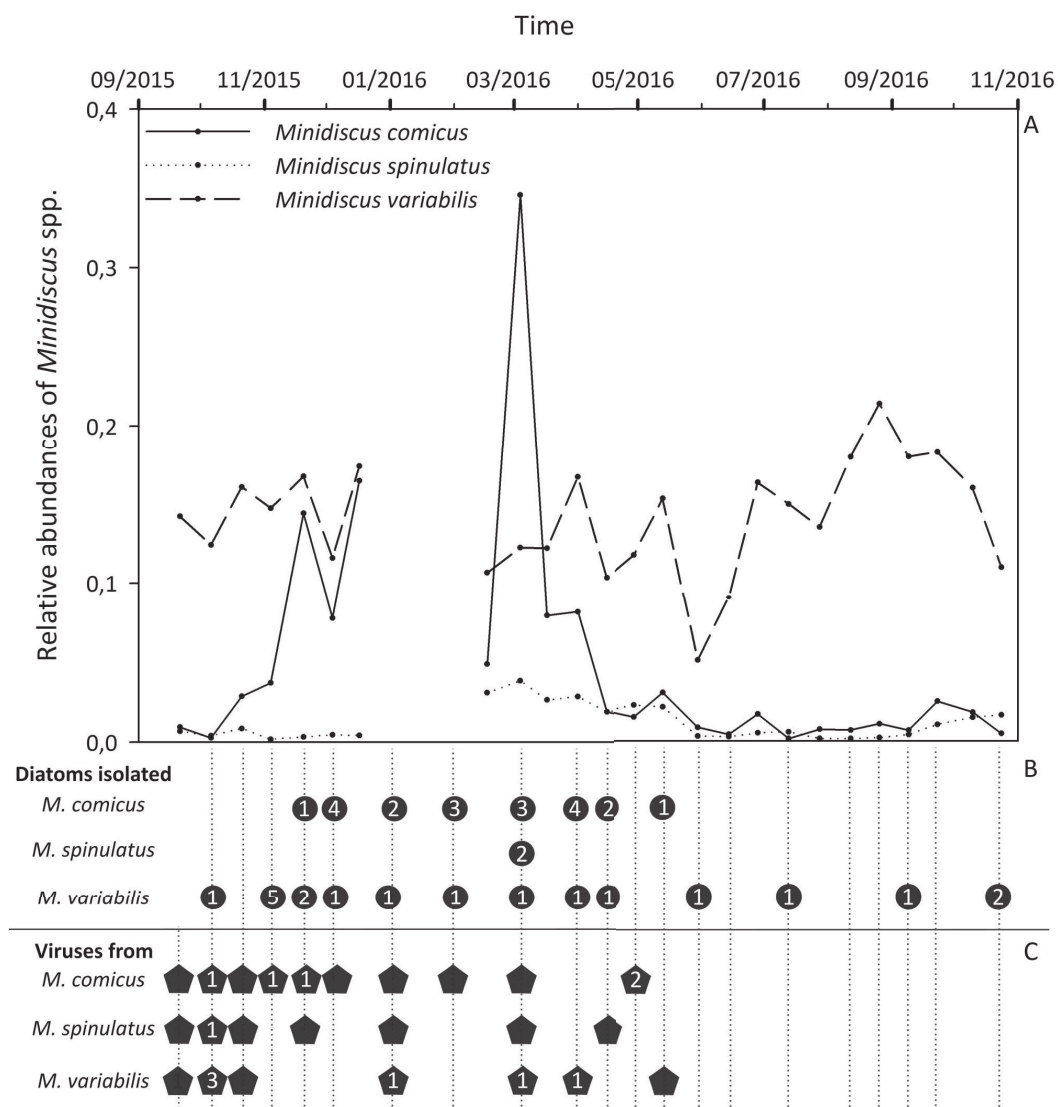 Time
09/2015 11/2015 01/2016 03/2016 05/2016 07/2016 09/2016 11/2016
A
Minidiscus comicus
Minidiscus spinulatus
Minidiscus variabilis
Relative abundances of Minidiscus spp.
0,4
0,3
0,2
0,1
0,0
B
Diatoms isolated
M. comicus 1 4 2 3 3 4 2 1
M. spinulatus 2
M. variabilis 1 5 2 1 1 1 1 1 1 1 1 1 2
C
Viruses from
M. comicus 1 1 1 2
M. spinulatus 1
M. variabilis 3 1 1 1